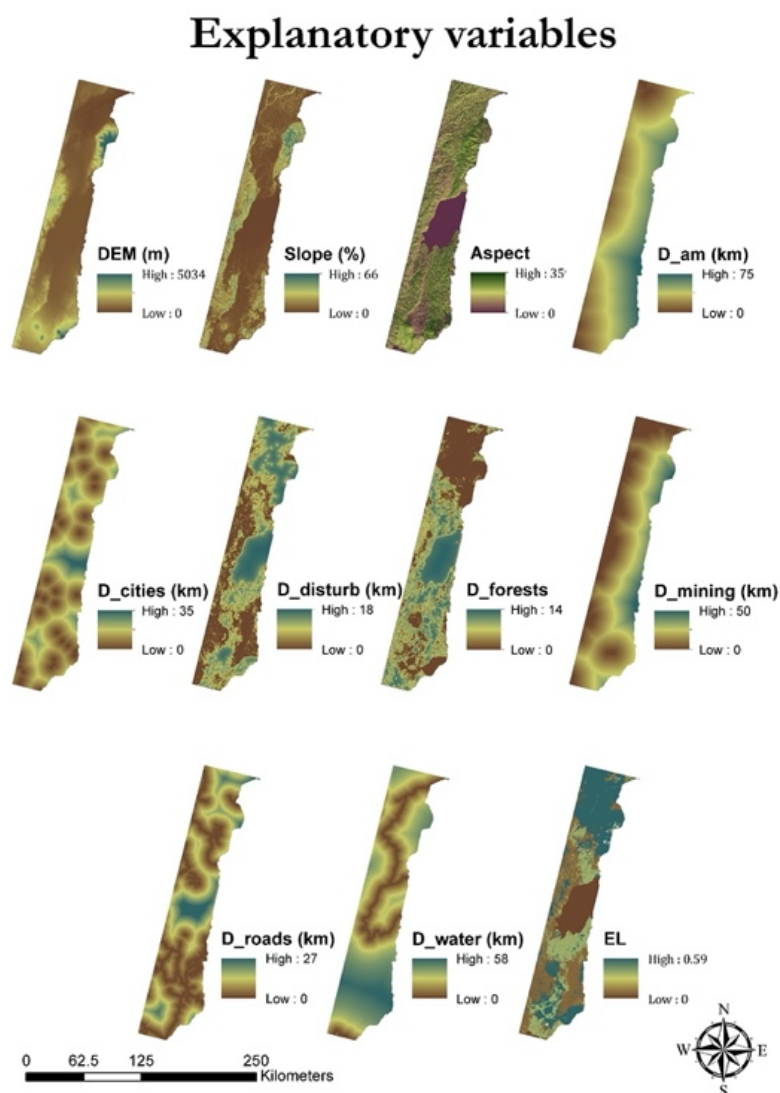 Explanatory variables
DEM (m)
High : 5034
Low : 0
Slope (%)
High : 66
Low : 0
Aspect
High : 35
Low : 0
D_am (km)
High : 75
Low : 0
D_cities (km)
High : 35
Low : 0
D_disturb (km)
High : 18
Low : 0
D_forests
High : 14
Low : 0
D_mining (km)
High : 50
Low : 0
D_roads (km)
High : 27
Low : 0
D_water (km)
High : 58
Low : 0
EL
High : 0.59
Low : 0
0 62.5 125 250
Kilometers
N
W E
S